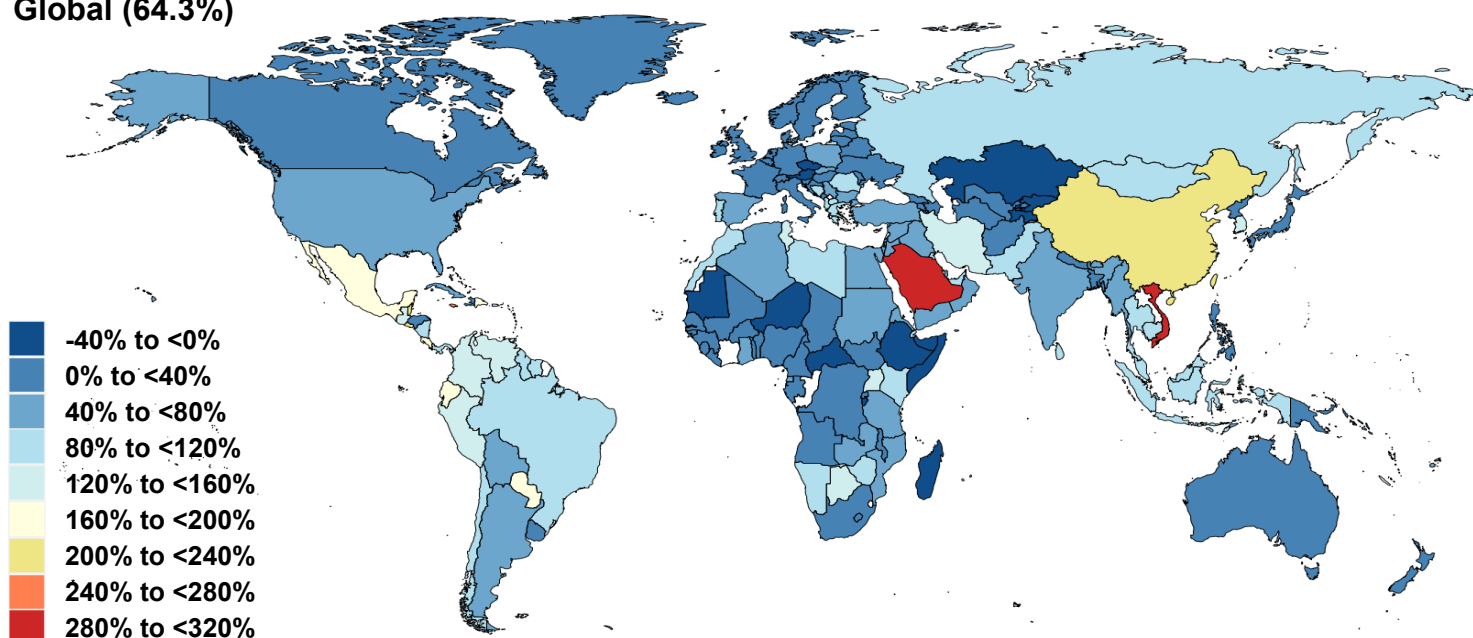 Global (64.3%)
-40% to <0%
0% to <40%
40% to <80%
80% to <120%
120% to <160%
160% to <200%
200% to <240%
240% to <280%
280% to <320%